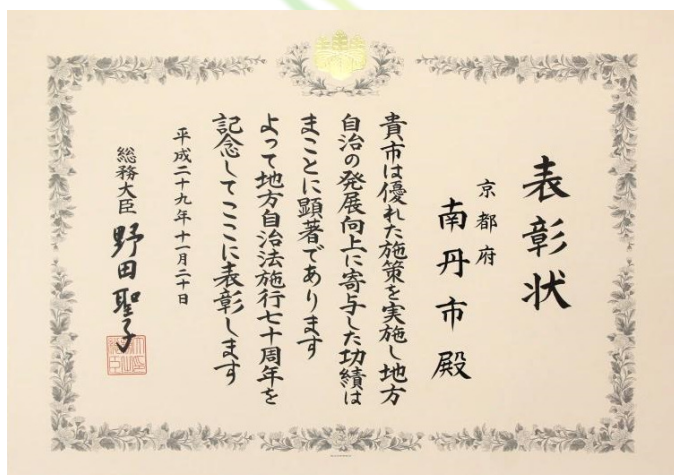 表彰状
京都府
南丹市殿
貴市は優れた施策を実施し地方
自治の発展向上に寄与した功績は
まことに顕著であります
よって地方自治法施行七十周年を
記念してここに表彰します
平成二十九年十一月二十日
総務大臣 野田聖子